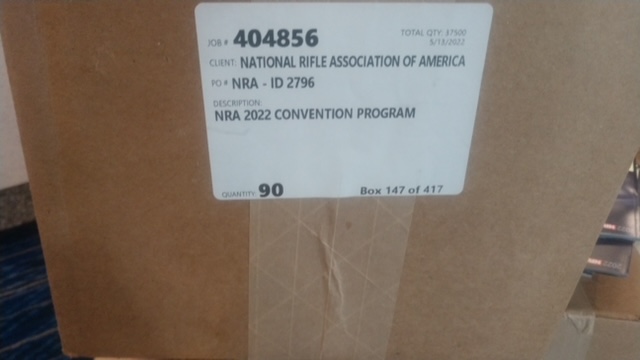 JOB # 404856
TOTAL QTY: 37500
5/13/2022
CLIENT: NATIONAL RIFLE ASSOCIATION OF AMERICA
PO # NRA - ID 2796
DESCRIPTION:
NRA 2022 CONVENTION PROGRAM
QUANTITY: 90
Box 147 of 417